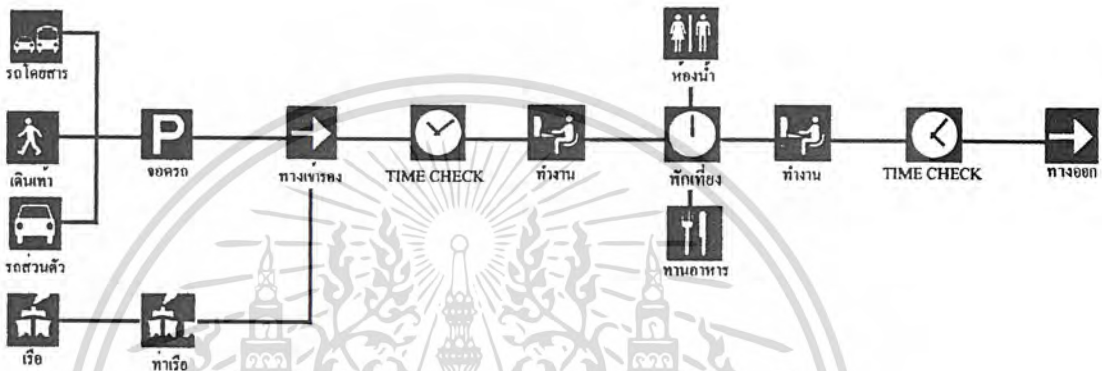 รถโดยสาร
ห้องน้ำ
เดินเท้า
P
จอดรถ
ทางเข้ารอง
TIME CHECK
ทำงาน
พักเที่ยง
ทำงาน
TIME CHECK
ทางออก
รถส่วนตัว
ทานอาหาร
เรือ
ท่าเรือ